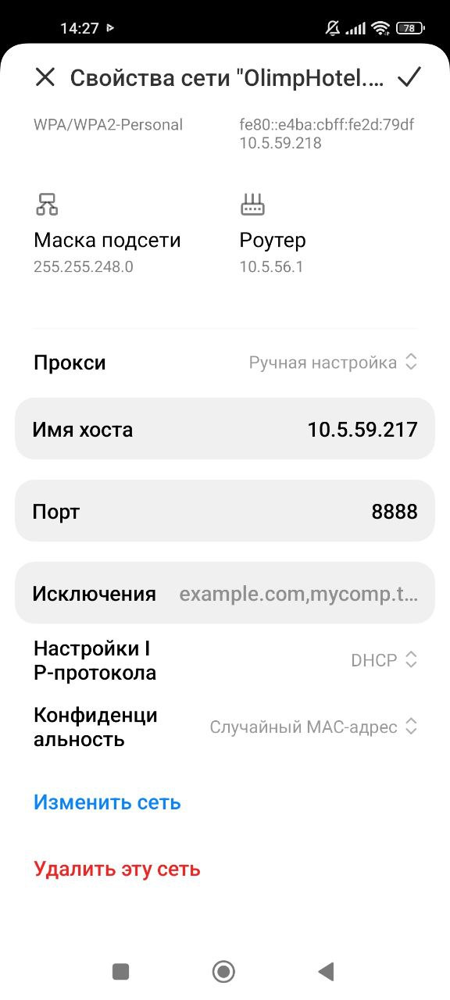 14:27
78
Свойства сети "OlimpHotel....
WPA/WPA2-Personal
fe80::e4ba:cbff:fe2d:79df
10.5.59.218
Маска подсети
255.255.248.0
Роутер
10.5.56.1
Прокси
Ручная настройка
Имя хоста
10.5.59.217
Порт
8888
Исключения
example.com,mycomp.t...
Настройки I
P-протокола
DHCP
Конфиденци
альность
Случайный MAC-адрес
Изменить сеть
Удалить эту сеть